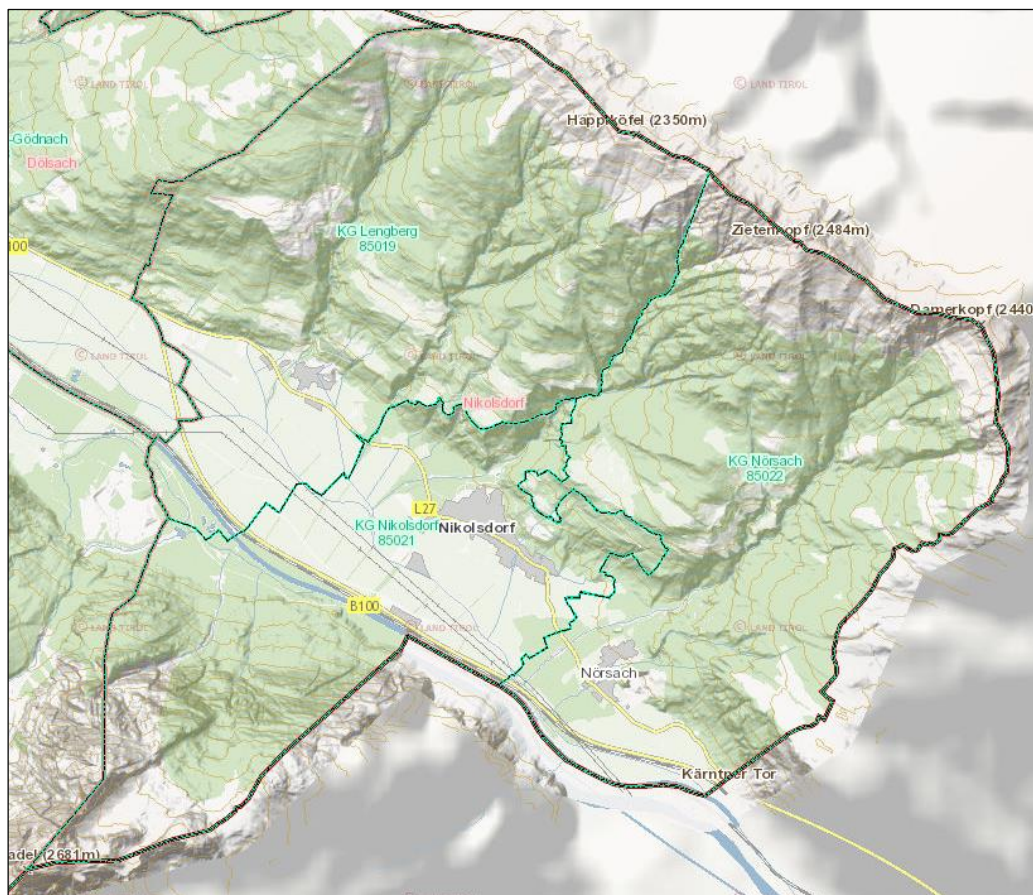 © LAND TIROL
© LAND TIROL
© LAND TIROL
Happköfel (2350m)
-Gödnach
Dölsach
KG Lengberg
85019
Zietenkopf (2484m)
100
Damerkopf (2440
© LAND TIROL
© LAND TIROL
© LAND TIROL
Nikolsdorf
KG Nörsach
85022
L27
KG Nikolsdorf
85021
Nikolsdorf
B100
© LAND TIROL
© LAND TIROL
© LAND TIROL
Nörsach
Kärntner Tor
adel (2681m)